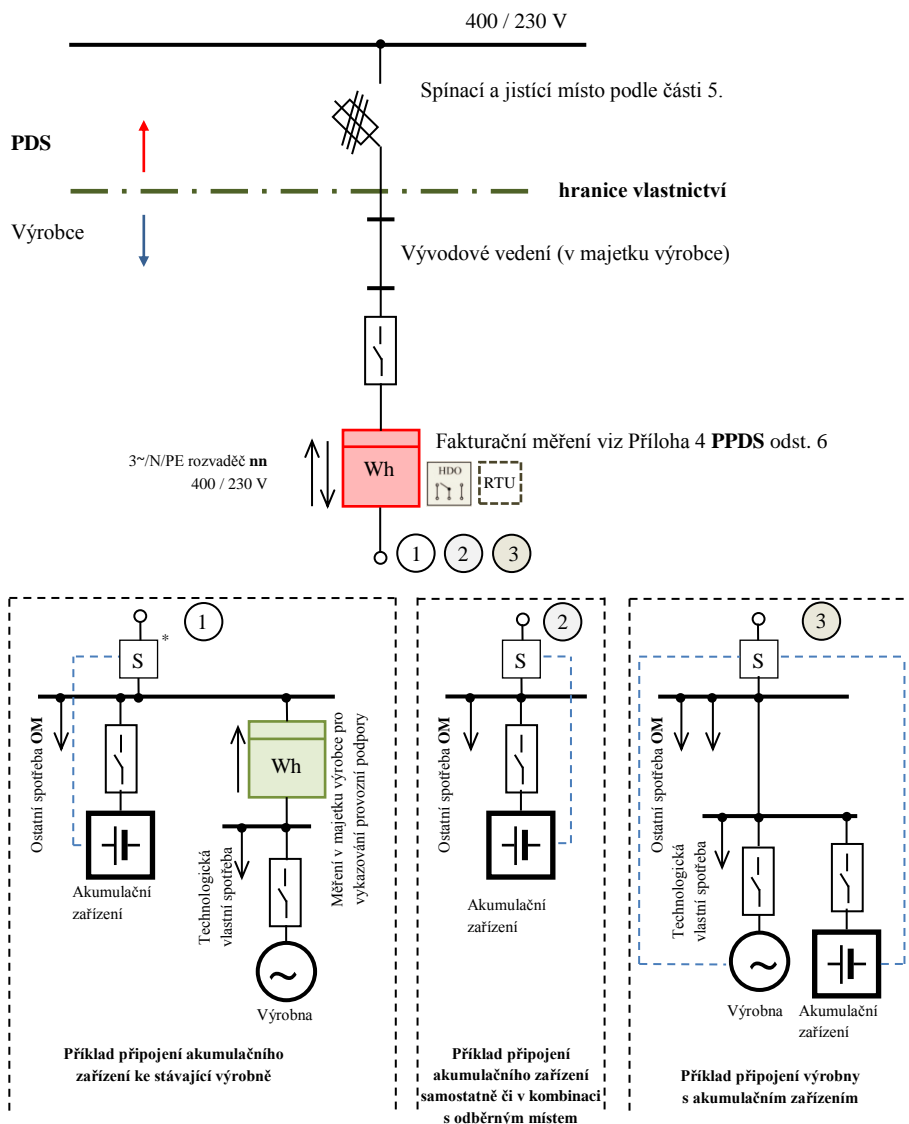 400 / 230 V
Spínací a jistící místo podle části 5.
PDS
hranice vlastnictví
Výrobce
Vývodové vedení (v majetku výrobce)
Fakturační měření viz Příloha 4 PPDS odst. 6
3~/N/PE rozvaděč nn
400 / 230 V
Wh
HDO
RTU
1
2
3
1
S
*
Ostatní spotřeba OM
Wh
Měření v majetku výrobce pro
vykazování provozní podpory
Akumulační
zařízení
Technologická
vlastní spotřeba
~
Výrobna
Příklad připojení akumulačního
zařízení ke stávající výrobně
2
S
Ostatní spotřeba OM
Akumulační
zařízení
Příklad připojení
akumulačního zařízení
samostatně či v kombinaci
s odběrným místem
3
S
Ostatní spotřeba OM
Technologická
vlastní spotřeba
~
Výrobna
Akumulační
zařízení
Příklad připojení výrobny
s akumulačním zařízením